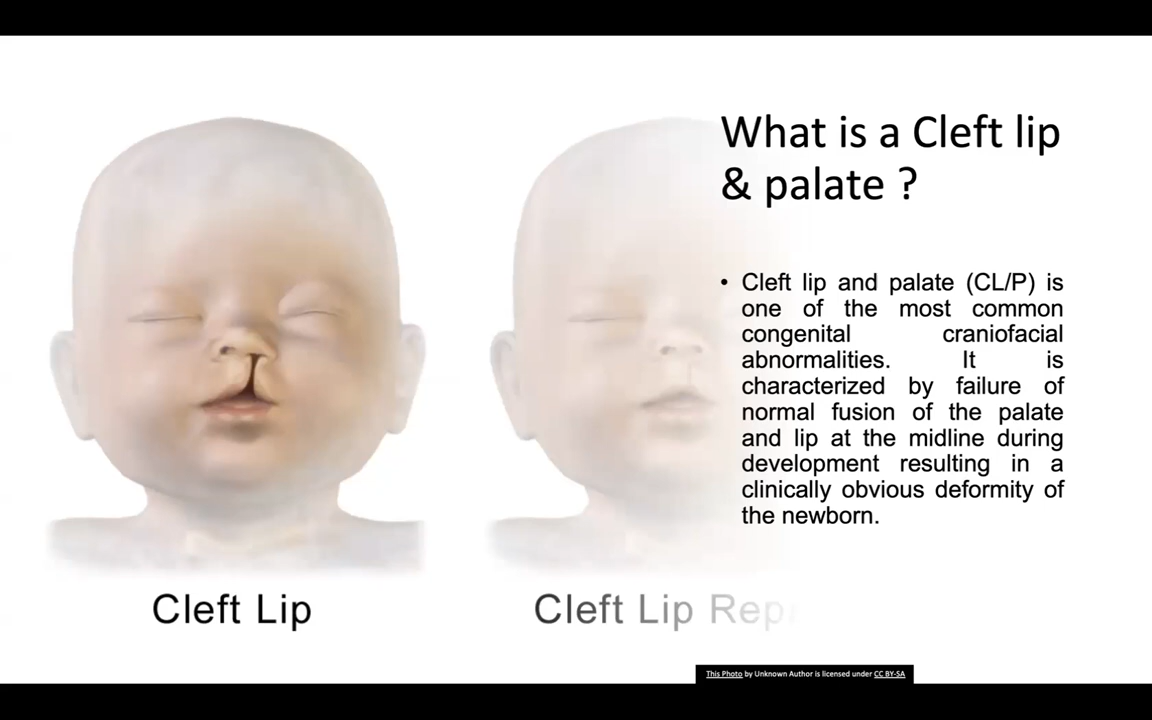 What is a Cleft lip
& palate ?
• Cleft lip and palate (CL/P) is
one of the most common
congenital craniofacial
abnormalities. It is
characterized by failure of
normal fusion of the palate
and lip at the midline during
development resulting in a
clinically obvious deformity of
the newborn.
Cleft Lip
Cleft Lip Rep
This Photo by Unknown Author is licensed under CC BY-SA